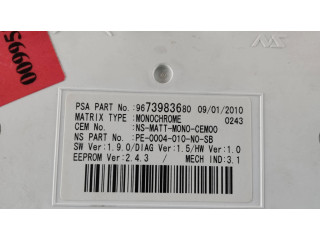 00995
PSA PART No.:9673983680 09/01/2010
MATRIX TYPE :MONOCHROME 0243
CEM No. :NS-MATT-MONO-CEM00
NS PART No. :PE-0004-010-N0-SB
SW Ver:1.9.0/DIAG Ver:1.5/HW Ver:1.0
EEPROM Ver:2.4.3 / MECH IND:3.1